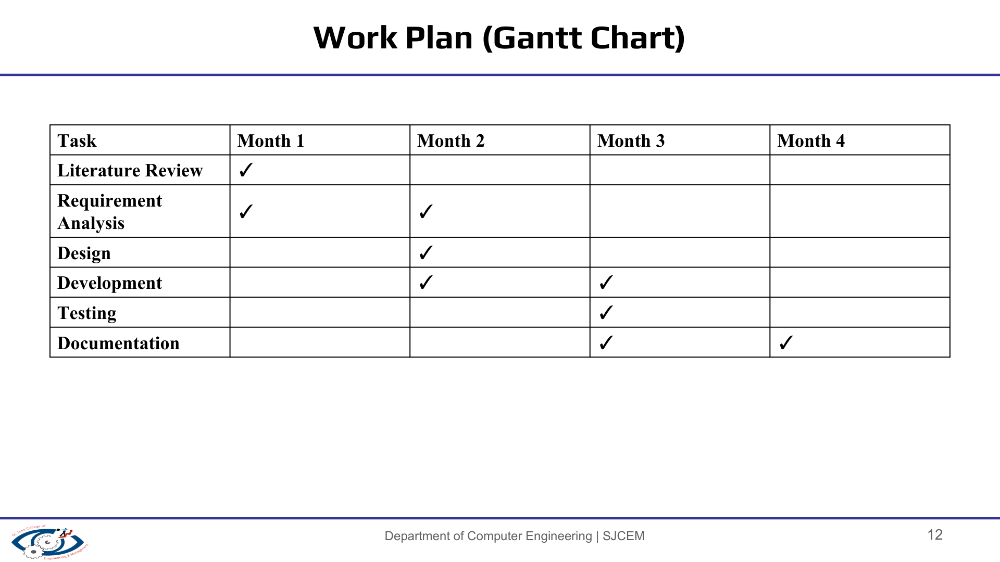 Work Plan (Gantt Chart)
Task Month 1 Month 2 Month 3 Month 4
Literature Review ✓
Requirement
Analysis ✓ ✓
Design ✓
Development ✓ ✓
Testing ✓
Documentation ✓ ✓
St. John College of
Engineering & Management
Department of Computer Engineering | SJCEM
12